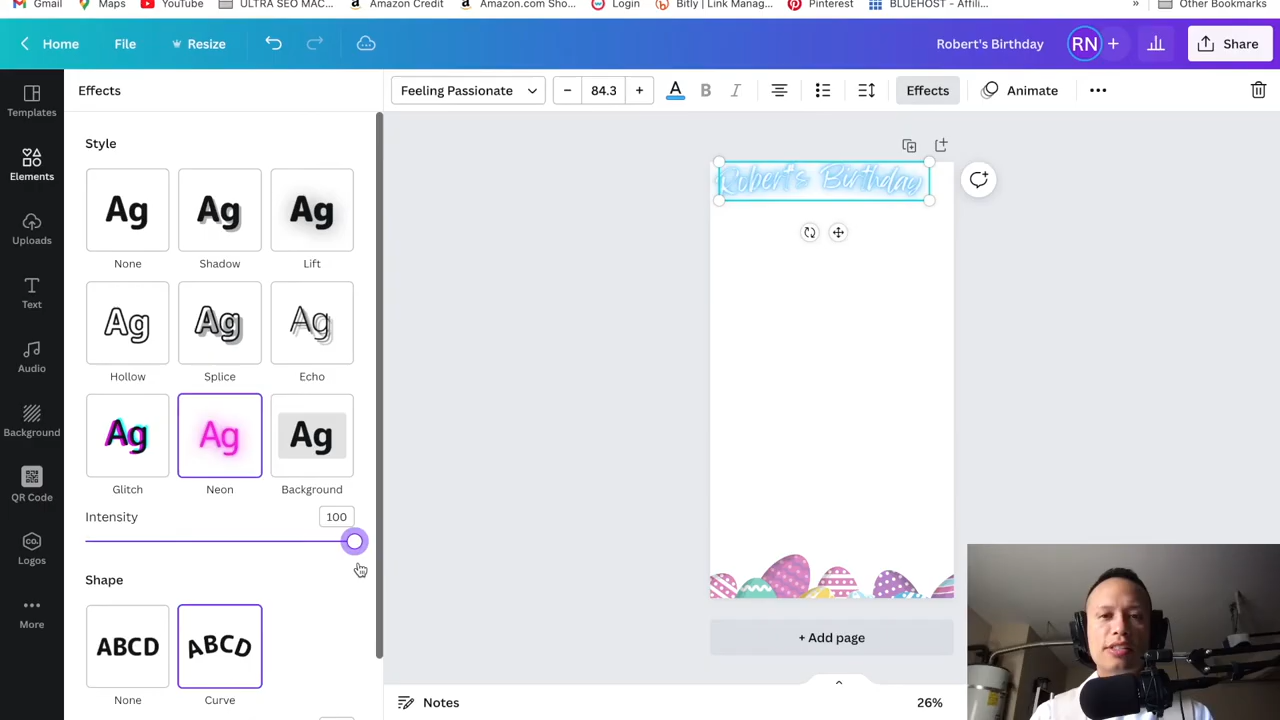 Gmail Maps YouTube ULTRA SEO MAC... Amazon Credit Amazon.com Sho... Login Bitly | Link Manag... Pinterest BLUEHOST - Affili... » Other Bookmarks
Home File Resize Robert's Birthday RN + Share
Templates
Elements
Uploads
Text
Audio
Background
QR Code
Logos
More
Effects
Style
Ag Ag Ag
None Shadow Lift
Ag Ag Ag
Hollow Splice Echo
Ag Ag Ag
Glitch Neon Background
Intensity 100
Shape
ABCD ABCD
None Curve
Feeling Passionate − 84.3 + A B I Effects Animate
Robert's Birthday
+ Add page
Notes 26%
CO.